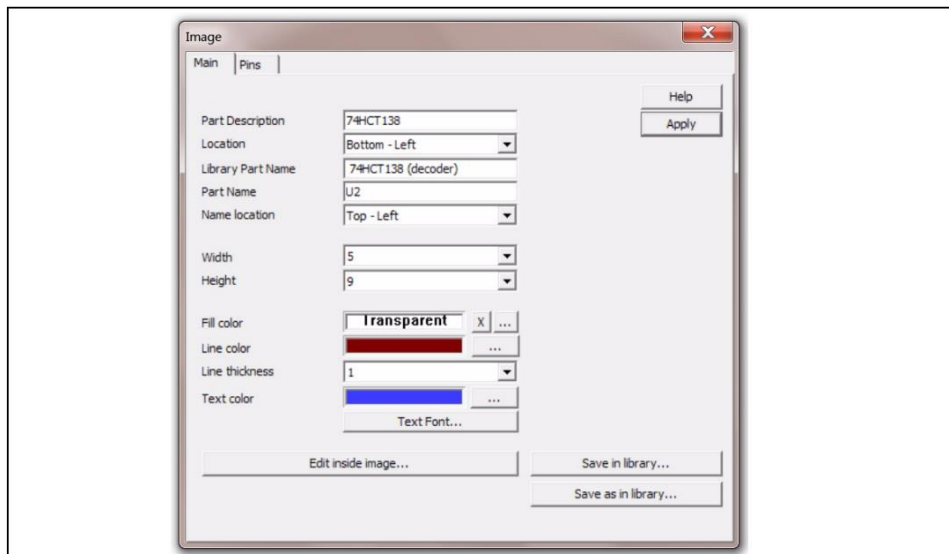 Image
X
Main Pins
Help
Part Description 74HCT138 Apply
Location Bottom - Left
Library Part Name 74HCT138 (decoder)
Part Name U2
Name location Top - Left
Width 5
Height 9
Fill color Transparent X ...
Line color ...
Line thickness 1
Text color ...
Text Font...
Edit inside image... Save in library...
Save as in library...